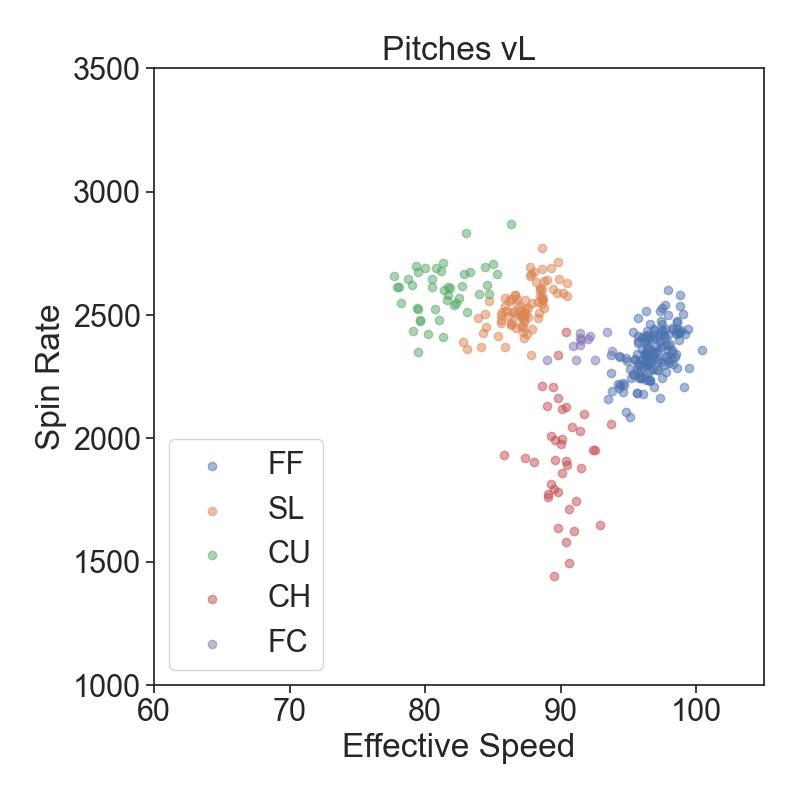 Pitches vL
3500
3000
2500
2000
1500
1000
Spin Rate
FF
SL
CU
CH
FC
60 70 80 90 100
Effective Speed